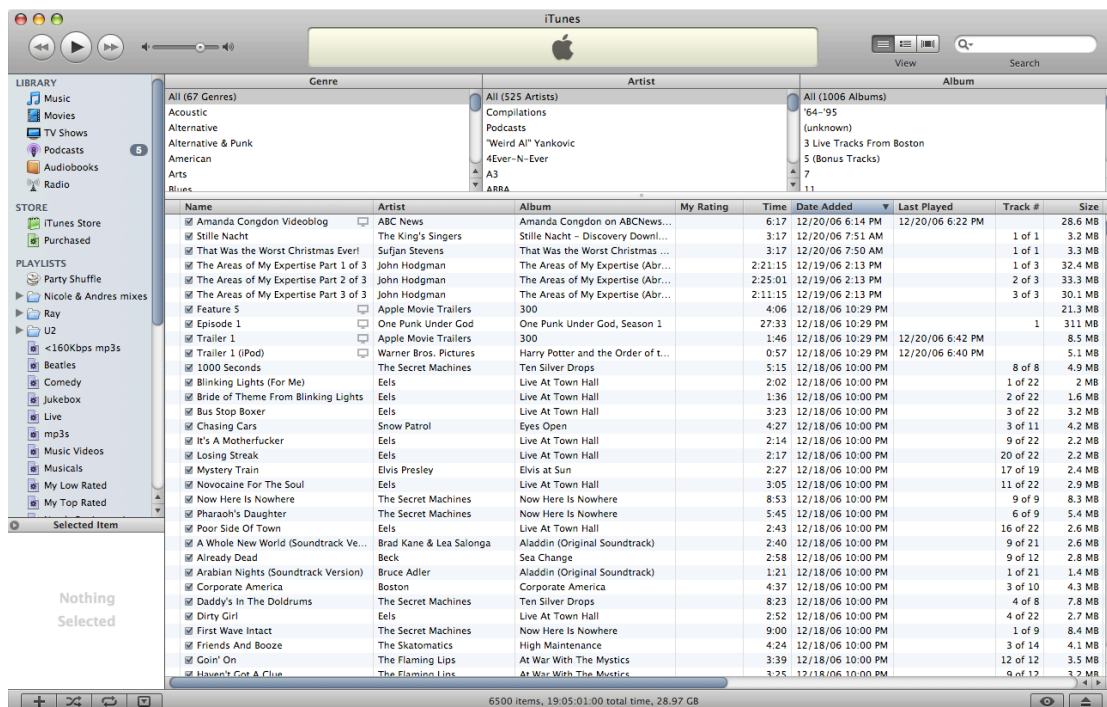 iTunes
View
Search
LIBRARY
Music
Movies
TV Shows
Podcasts 5
Audiobooks
Radio
STORE
iTunes Store
Purchased
PLAYLISTS
Party Shuffle
Nicole & Andres mixes
Ray
U2
<160Kbps mp3s
Beatles
Comedy
Jukebox
Live
mp3s
Music Videos
Musicals
My Low Rated
My Top Rated
Selected Item
Nothing
Selected
Genre
All (67 Genres)
Acoustic
Alternative
Alternative & Punk
American
Arts
Blues
Artist
All (525 Artists)
Compilations
Podcasts
"Weird Al" Yankovic
4Ever-N-Ever
A3
ABBA
Album
All (1006 Albums)
'64-'95
(unknown)
3 Live Tracks From Boston
5 (Bonus Tracks)
7
11
Name Artist Album My Rating Time Date Added Last Played Track # Size
Amanda Congdon Videoblog ABC News Amanda Congdon on ABCNews... 6:17 12/20/06 6:14 PM 12/20/06 6:22 PM 28.6 MB
Stille Nacht The King's Singers Stille Nacht – Discovery Downl... 3:17 12/20/06 7:51 AM 1 of 1 3.2 MB
That Was the Worst Christmas Ever! Sufjan Stevens That Was the Worst Christmas ... 3:17 12/20/06 7:50 AM 1 of 1 3.3 MB
The Areas of My Expertise Part 1 of 3 John Hodgman The Areas of My Expertise (Abr... 2:21:15 12/19/06 2:13 PM 1 of 3 32.4 MB
The Areas of My Expertise Part 2 of 3 John Hodgman The Areas of My Expertise (Abr... 2:25:01 12/19/06 2:13 PM 2 of 3 33.3 MB
The Areas of My Expertise Part 3 of 3 John Hodgman The Areas of My Expertise (Abr... 2:11:15 12/19/06 2:13 PM 3 of 3 30.1 MB
Feature 5 Apple Movie Trailers 300 4:06 12/18/06 10:29 PM 21.3 MB
Episode 1 One Punk Under God One Punk Under God, Season 1 27:33 12/18/06 10:29 PM 1 311 MB
Trailer 1 Apple Movie Trailers 300 1:46 12/18/06 10:29 PM 12/20/06 6:42 PM 8.5 MB
Trailer 1 (iPod) Warner Bros. Pictures Harry Potter and the Order of t... 0:57 12/18/06 10:29 PM 12/20/06 6:40 PM 5.1 MB
1000 Seconds The Secret Machines Ten Silver Drops 5:15 12/18/06 10:00 PM 8 of 8 4.9 MB
Blinking Lights (For Me) Eels Live At Town Hall 2:02 12/18/06 10:00 PM 1 of 22 2 MB
Bride of Theme From Blinking Lights Eels Live At Town Hall 1:36 12/18/06 10:00 PM 2 of 22 1.6 MB
Bus Stop Boxer Eels Live At Town Hall 3:23 12/18/06 10:00 PM 3 of 22 3.2 MB
Chasing Cars Snow Patrol Eyes Open 4:27 12/18/06 10:00 PM 3 of 11 4.2 MB
It's A Motherfucker Eels Live At Town Hall 2:14 12/18/06 10:00 PM 9 of 22 2.2 MB
Losing Streak Eels Live At Town Hall 2:17 12/18/06 10:00 PM 20 of 22 2.2 MB
Mystery Train Elvis Presley Elvis at Sun 2:27 12/18/06 10:00 PM 17 of 19 2.4 MB
Novocaine For The Soul Eels Live At Town Hall 3:05 12/18/06 10:00 PM 11 of 22 2.9 MB
Now Here Is Nowhere The Secret Machines Now Here Is Nowhere 8:53 12/18/06 10:00 PM 9 of 9 8.3 MB
Pharaoh's Daughter The Secret Machines Now Here Is Nowhere 5:45 12/18/06 10:00 PM 6 of 9 5.4 MB
Poor Side Of Town Eels Live At Town Hall 2:43 12/18/06 10:00 PM 16 of 22 2.6 MB
A Whole New World (Soundtrack Ve... Brad Kane & Lea Salonga Aladdin (Original Soundtrack) 2:40 12/18/06 10:00 PM 9 of 21 2.6 MB
Already Dead Beck Sea Change 2:58 12/18/06 10:00 PM 9 of 12 2.8 MB
Arabian Nights (Soundtrack Version) Bruce Adler Aladdin (Original Soundtrack) 1:21 12/18/06 10:00 PM 1 of 21 1.4 MB
Corporate America Boston Corporate America 4:37 12/18/06 10:00 PM 3 of 10 4.3 MB
Daddy's In The Doldrums The Secret Machines Ten Silver Drops 8:23 12/18/06 10:00 PM 4 of 8 7.8 MB
Dirty Girl Eels Live At Town Hall 2:52 12/18/06 10:00 PM 4 of 22 2.7 MB
First Wave Intact The Secret Machines Now Here Is Nowhere 9:00 12/18/06 10:00 PM 1 of 9 8.4 MB
Friends And Booze The Skatomatics High Maintenance 4:24 12/18/06 10:00 PM 3 of 14 4.1 MB
Goin' On The Flaming Lips At War With The Mystics 3:39 12/18/06 10:00 PM 12 of 12 3.5 MB
Haven't Got A Clue The Flaming Lips At War With The Mystics 3:25 12/18/06 10:00 PM 9 of 12 3.2 MB
6500 items, 19:05:01:00 total time, 28.97 GB